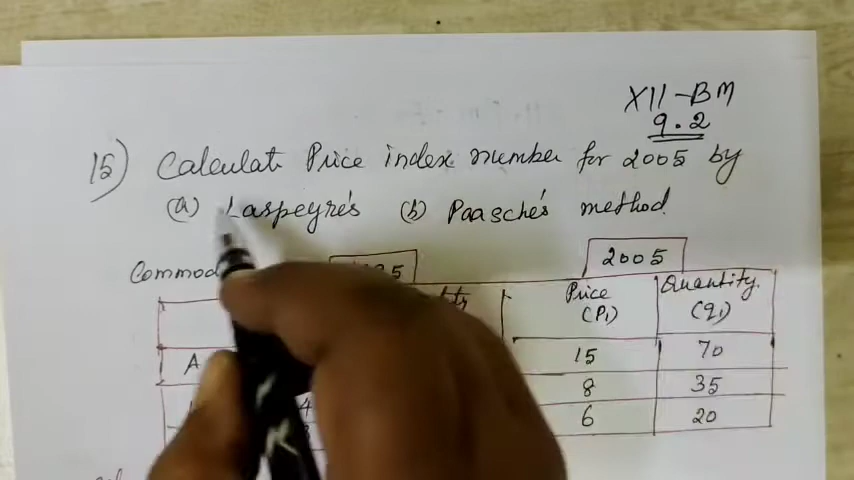 XII-BM
9.2
15) Calculat Price index number for 2005 by
(a) Laspeyre's (b) Paasche's method.
2005
Price Quantity.
(P1) (q1)
A 15 70
4 8 35
6 20